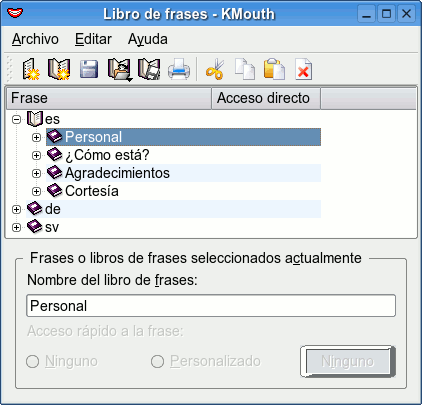 Libro de frases - KMouth
Archivo Editar Ayuda
Frase Acceso directo
es
Personal
¿Cómo está?
Agradecimientos
Cortesía
de
sv
Frases o libros de frases seleccionados actualmente
Nombre del libro de frases:
Personal
Acceso rápido a la frase:
Ninguno Personalizado Ninguno